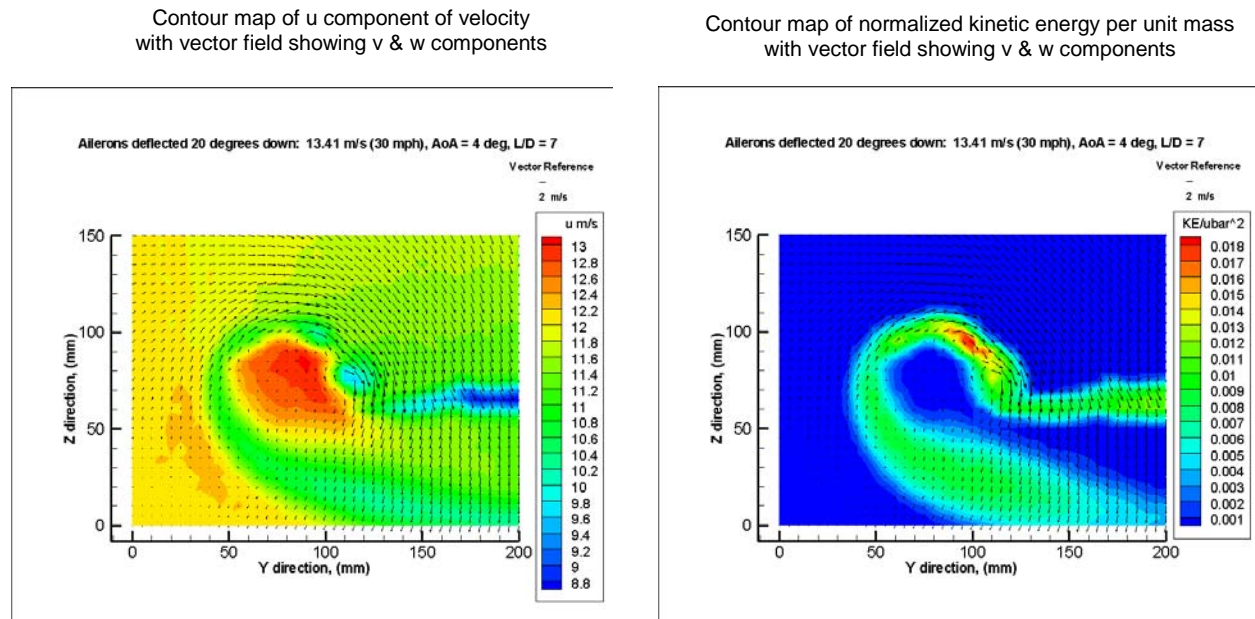 Contour map of u component of velocity
with vector field showing v & w components
Ailerons deflected 20 degrees down: 13.41 m/s (30 mph), AoA = 4 deg, L/D = 7
Vector Reference
2 m/s
u m/s
13
12.8
12.6
12.4
12.2
12
11.8
11.6
11.4
11.2
11
10.8
10.6
10.4
10.2
10
9.8
9.6
9.4
9.2
9
8.8
150
100
50
0
Z direction, (mm)
0 50 100 150 200
Y direction, (mm)
Contour map of normalized kinetic energy per unit mass
with vector field showing v & w components
Ailerons deflected 20 degrees down: 13.41 m/s (30 mph), AoA = 4 deg, L/D = 7
Vector Reference
2 m/s
KE/ubar^2
0.018
0.017
0.016
0.015
0.014
0.013
0.012
0.011
0.01
0.009
0.008
0.007
0.006
0.005
0.004
0.003
0.002
0.001
150
100
50
0
Z direction, (mm)
0 50 100 150 200
Y direction, (mm)